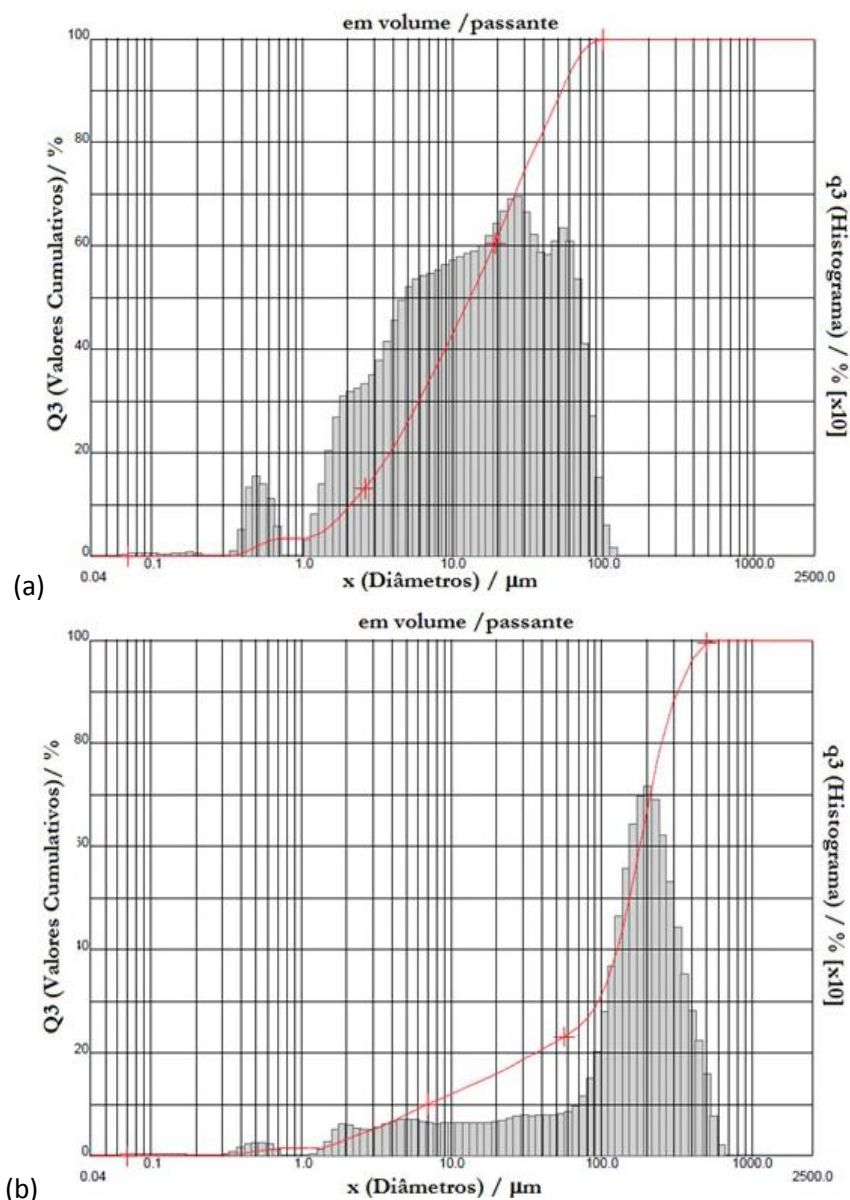 em volume /passante
100
80
60
40
20
0
Q3 (Valores Cumulativos)/ %
q3 (Histograma) / % [x10]
0.04 0.1 1.0 10.0 100.0 1000.0 2500.0
x (Diâmetros) / µm
(a)
em volume /passante
100
80
60
40
20
0
Q3 (Valores Cumulativos)/ %
q3 (Histograma) / % [x10]
0.04 0.1 1.0 10.0 100.0 1000.0 2500.0
x (Diâmetros) / µm
(b)